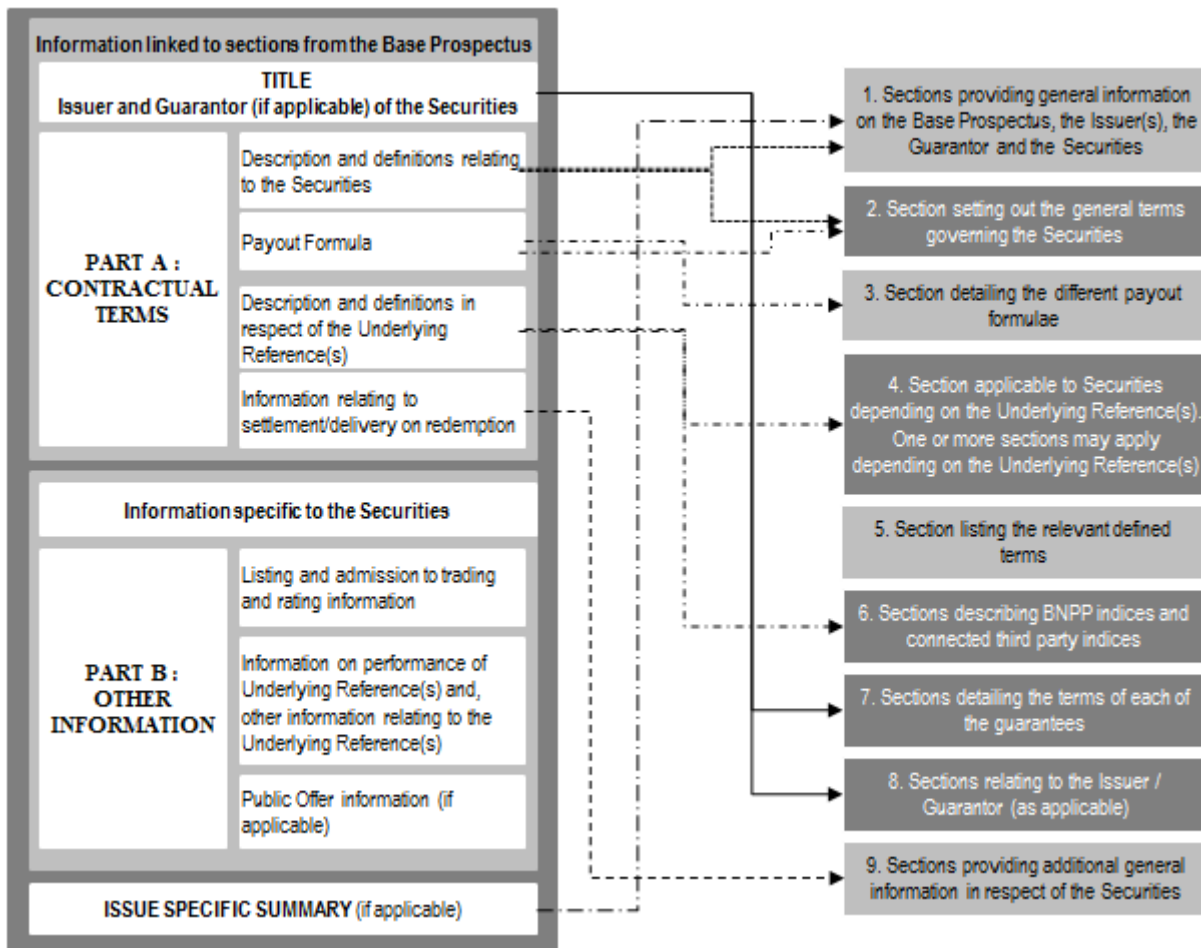 Information linked to sections from the Base Prospectus
TITLE
Issuer and Guarantor (if applicable) of the Securities
PART A :
CONTRACTUAL
TERMS
Description and definitions relating
to the Securities
Payout Formula
Description and definitions in
respect of the Underlying
Reference(s)
Information relating to
settlement/delivery on redemption
Information specific to the Securities
PART B :
OTHER
INFORMATION
Listing and admission to trading
and rating information
Information on performance of
Underlying Reference(s) and,
other information relating to the
Underlying Reference(s)
Public Offer information (if
applicable)
ISSUE SPECIFIC SUMMARY (if applicable)
1. Sections providing general information
on the Base Prospectus, the Issuer(s), the
Guarantor and the Securities
2. Section setting out the general terms
governing the Securities
3. Section detailing the different payout
formulae
4. Section applicable to Securities
depending on the Underlying Reference(s).
One or more sections may apply
depending on the Underlying Reference(s)
5. Section listing the relevant defined
terms
6. Sections describing BNPP indices and
connected third party indices
7. Sections detailing the terms of each of
the guarantees
8. Sections relating to the Issuer /
Guarantor (as applicable)
9. Sections providing additional general
information in respect of the Securities